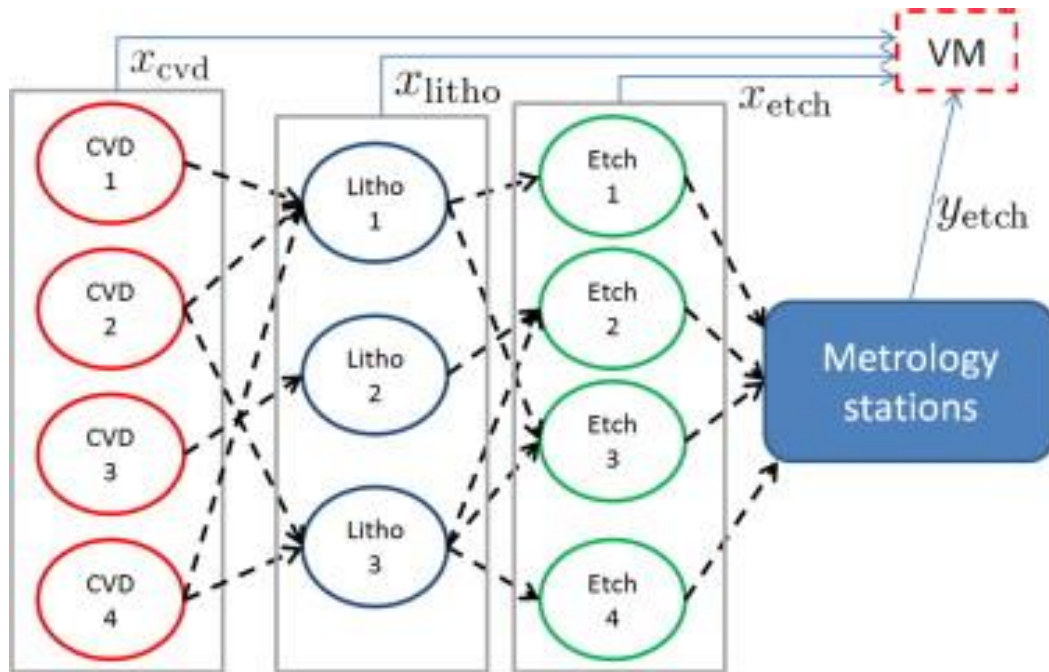 VM
x_cvd
x_litho
x_etch
CVD
1
CVD
2
CVD
3
CVD
4
Litho
1
Litho
2
Litho
3
Etch
1
Etch
2
Etch
3
Etch
4
y_etch
Metrology
stations